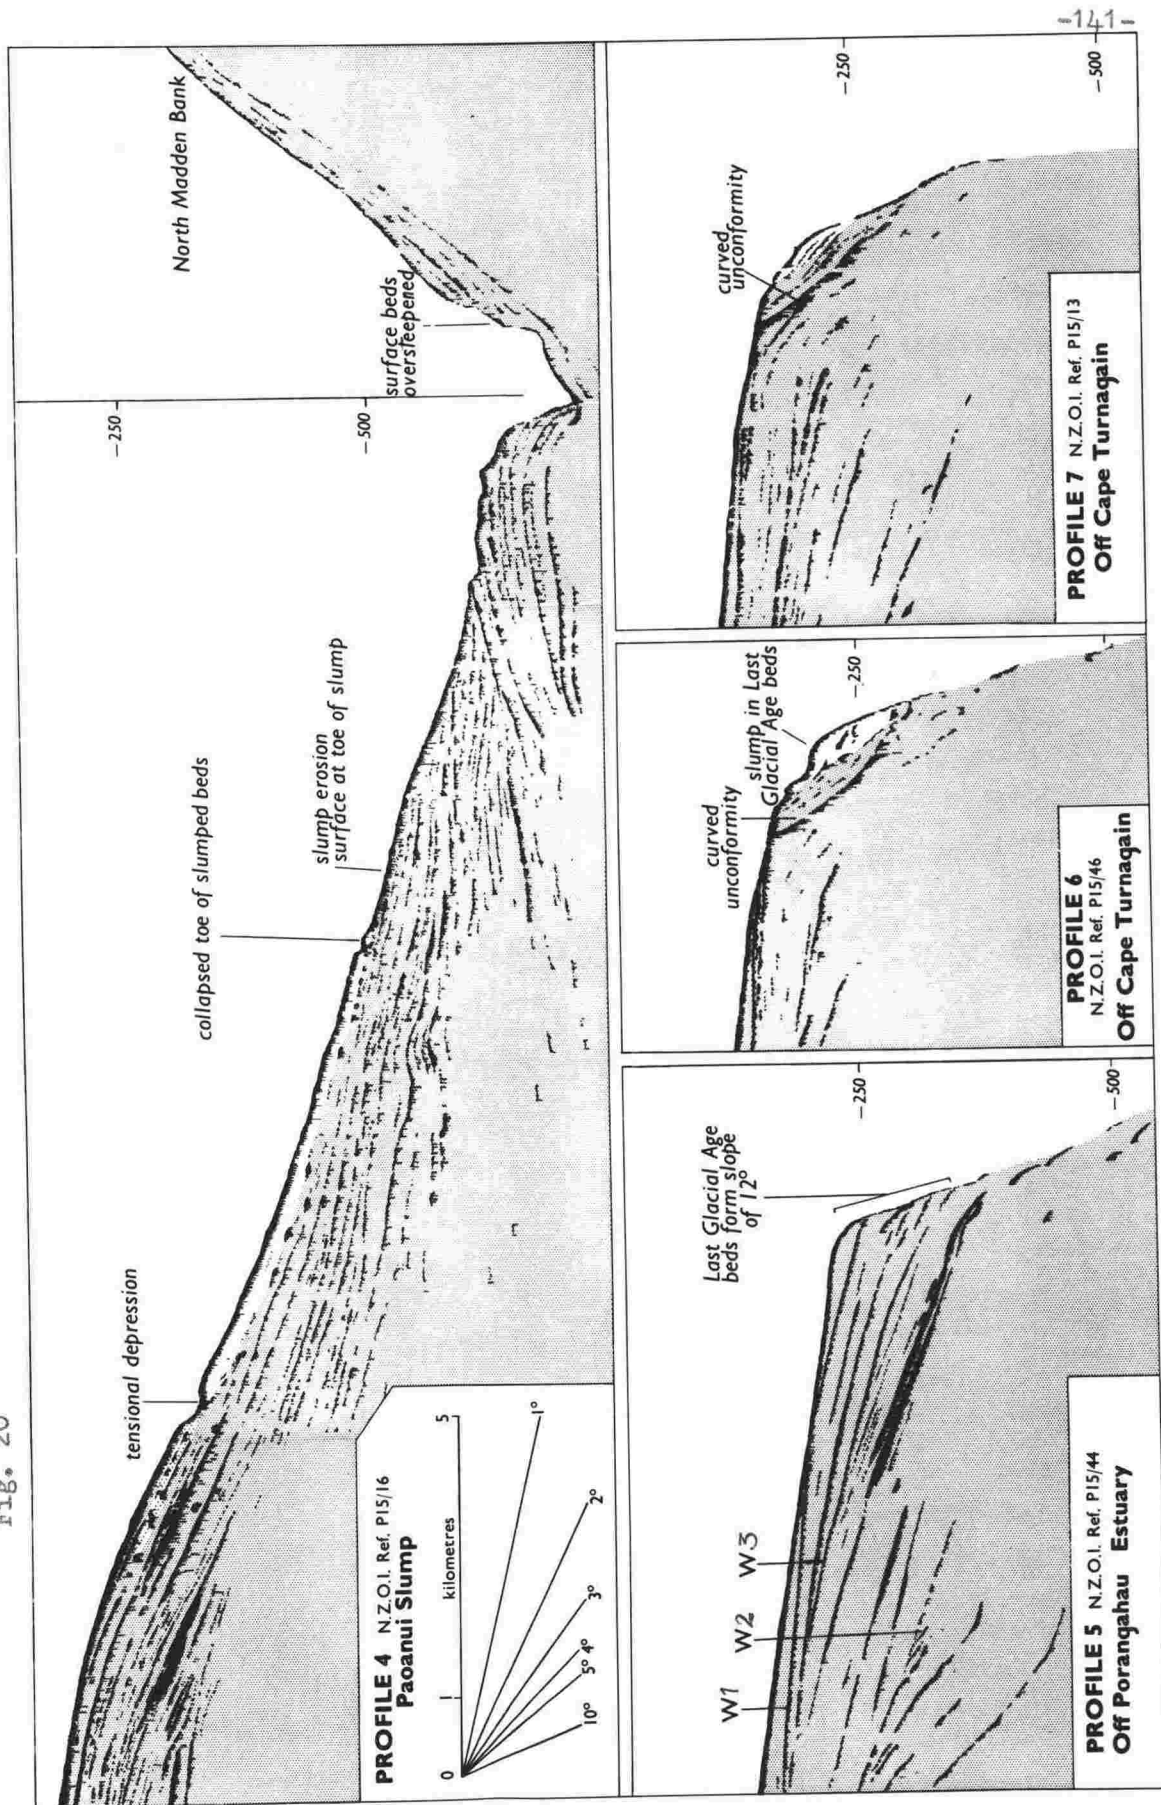 -141-
Fig. 20
tensional depression
collapsed toe of slumped beds
slump erosion
surface at toe of slump
North Madden Bank
surface beds
oversteepened
-250
-500
PROFILE 4 N.Z.O.I. Ref. P15/16
Paoanui Slump
0
1
kilometres
5
1°
2°
3°
4°
5°
10°
W1
W2
W3
Last Glacial Age
beds form slope
of 12°
-250
-500
PROFILE 5 N.Z.O.I. Ref. P15/44
Off Porangahau Estuary
curved
unconformity
slump in Last
Glacial Age beds
-250
PROFILE 6
N.Z.O.I. Ref. P15/46
Off Cape Turnagain
curved
unconformity
-250
-500
PROFILE 7 N.Z.O.I. Ref. P15/13
Off Cape Turnagain